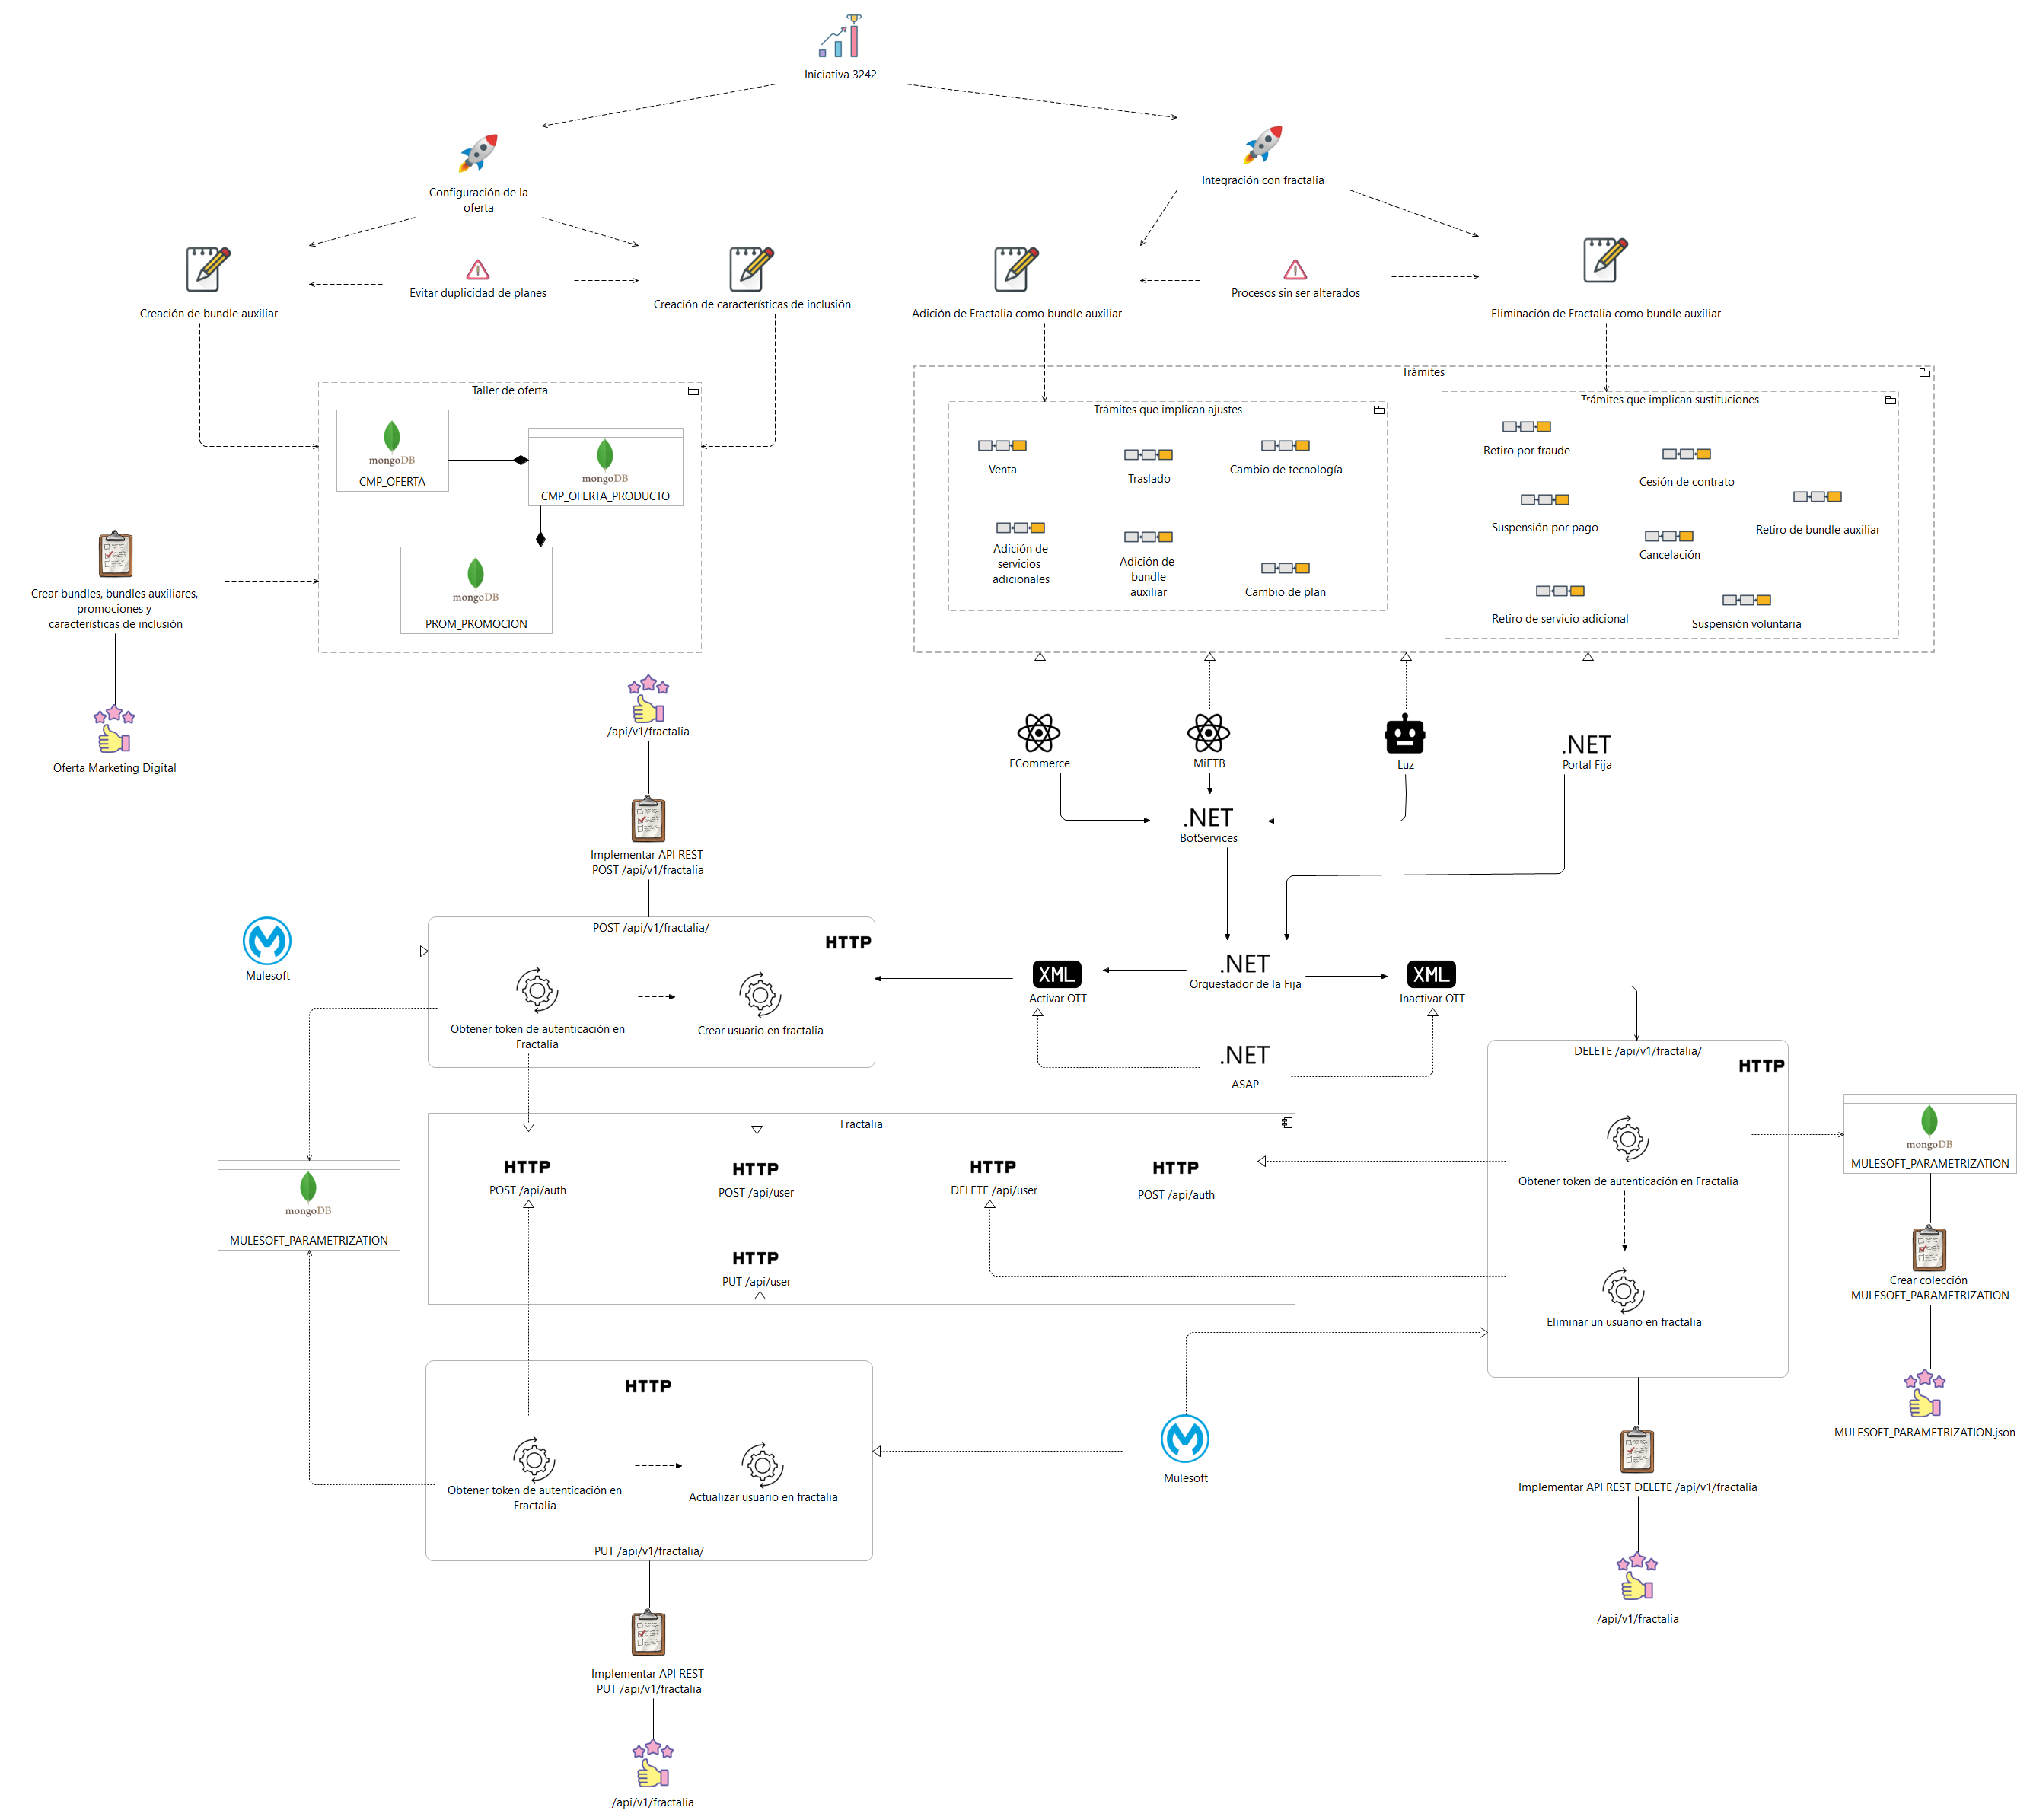 Iniciativa 3242
Configuración de la
oferta
Integración con fractalia
Creación de bundle auxiliar
Evitar duplicidad de planes
Creación de características de inclusión
Adición de Fractalia como bundle auxiliar
Procesos sin ser alterados
Eliminación de Fractalia como bundle auxiliar
Taller de oferta
mongoDB
CMP_OFERTA
mongoDB
CMP_OFERTA_PRODUCTO
mongoDB
PROM_PROMOCION
Crear bundles, bundles auxiliares,
promociones y
características de inclusión
Oferta Marketing Digital
Trámites
Trámites que implican ajustes
Venta
Traslado
Cambio de tecnología
Adición de
servicios
adicionales
Adición de
bundle
auxiliar
Cambio de plan
Trámites que implican sustituciones
Retiro por fraude
Cesión de contrato
Suspensión por pago
Retiro de bundle auxiliar
Cancelación
Retiro de servicio adicional
Suspensión voluntaria
/api/v1/fractalia
Implementar API REST
POST /api/v1/fractalia
ECommerce
MiETB
Luz
.NET
Portal Fija
.NET
BotServices
Mulesoft
POST /api/v1/fractalia/
HTTP
Obtener token de autenticación en
Fractalia
Crear usuario en fractalia
XML
Activar OTT
.NET
Orquestador de la Fija
XML
Inactivar OTT
.NET
ASAP
DELETE /api/v1/fractalia/
HTTP
Obtener token de autenticación en Fractalia
Eliminar un usuario en fractalia
mongoDB
MULESOFT_PARAMETRIZATION
Crear colección
MULESOFT_PARAMETRIZATION
MULESOFT_PARAMETRIZATION.json
Fractalia
HTTP
POST /api/auth
HTTP
POST /api/user
HTTP
DELETE /api/user
HTTP
POST /api/auth
HTTP
PUT /api/user
mongoDB
MULESOFT_PARAMETRIZATION
HTTP
Obtener token de autenticación en
Fractalia
Actualizar usuario en fractalia
PUT /api/v1/fractalia/
Mulesoft
Implementar API REST DELETE /api/v1/fractalia
/api/v1/fractalia
Implementar API REST
PUT /api/v1/fractalia
/api/v1/fractalia